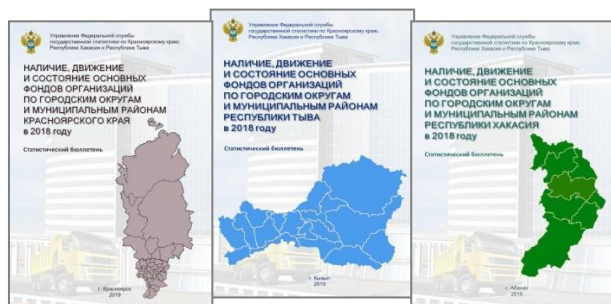 Управление Федеральной службы
государственной статистики по Красноярскому краю,
Республике Хакасия и Республике Тыва
НАЛИЧИЕ, ДВИЖЕНИЕ
И СОСТОЯНИЕ ОСНОВНЫХ
ФОНДОВ ОРГАНИЗАЦИЙ
ПО ГОРОДСКИМ ОКРУГАМ
И МУНИЦИПАЛЬНЫМ РАЙОНАМ
КРАСНОЯРСКОГО КРАЯ
в 2018 году
Статистический бюллетень
г. Красноярск
2019
Управление Федеральной службы
государственной статистики по Красноярскому краю,
Республике Хакасия и Республике Тыва
НАЛИЧИЕ, ДВИЖЕНИЕ
И СОСТОЯНИЕ ОСНОВНЫХ
ФОНДОВ ОРГАНИЗАЦИЙ
ПО ГОРОДСКИМ ОКРУГАМ
И МУНИЦИПАЛЬНЫМ РАЙОНАМ
РЕСПУБЛИКИ ТЫВА
в 2018 году
Статистический бюллетень
г. Кызыл
2019
Управление Федеральной службы
государственной статистики по Красноярскому краю,
Республике Хакасия и Республике Тыва
НАЛИЧИЕ, ДВИЖЕНИЕ
И СОСТОЯНИЕ ОСНОВНЫХ
ФОНДОВ ОРГАНИЗАЦИЙ
ПО ГОРОДСКИМ ОКРУГАМ
И МУНИЦИПАЛЬНЫМ РАЙОНАМ
РЕСПУБЛИКИ ХАКАСИЯ
в 2018 году
Статистический бюллетень
г. Абакан
2019